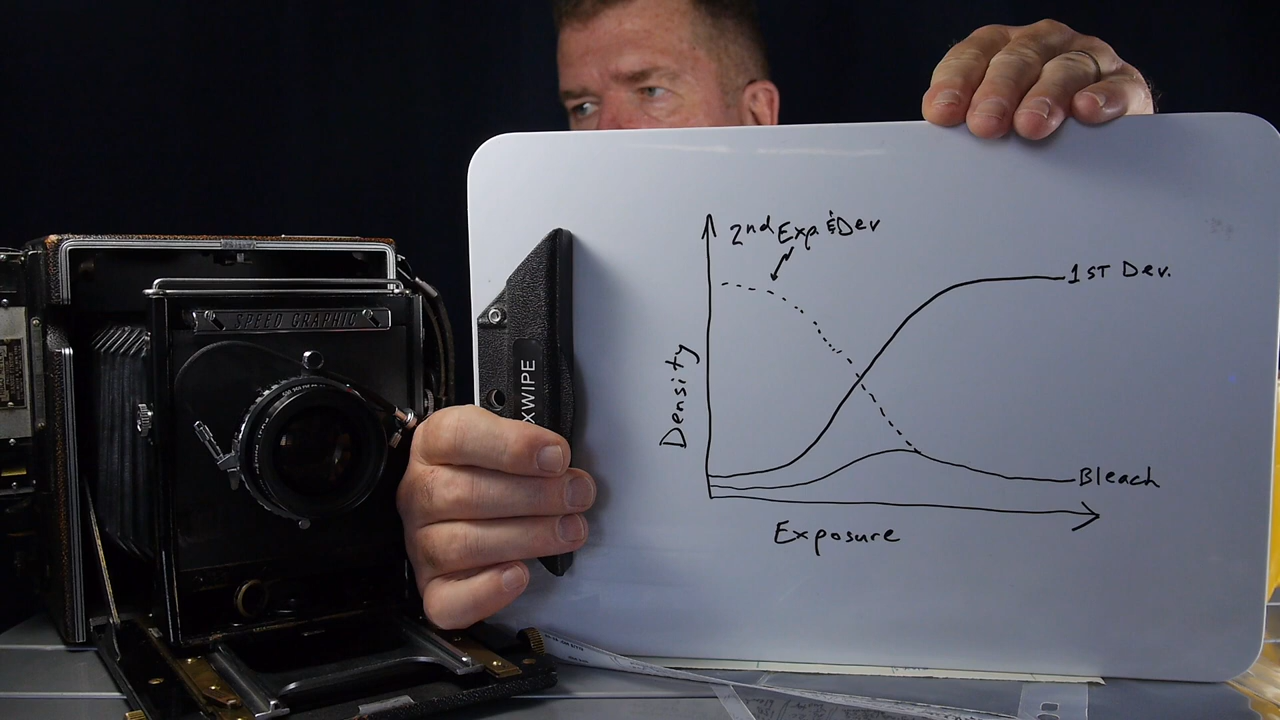 2nd Exp & Dev
1ST Dev.
Density
Bleach
Exposure
SPEED GRAPHIC
XWIPE